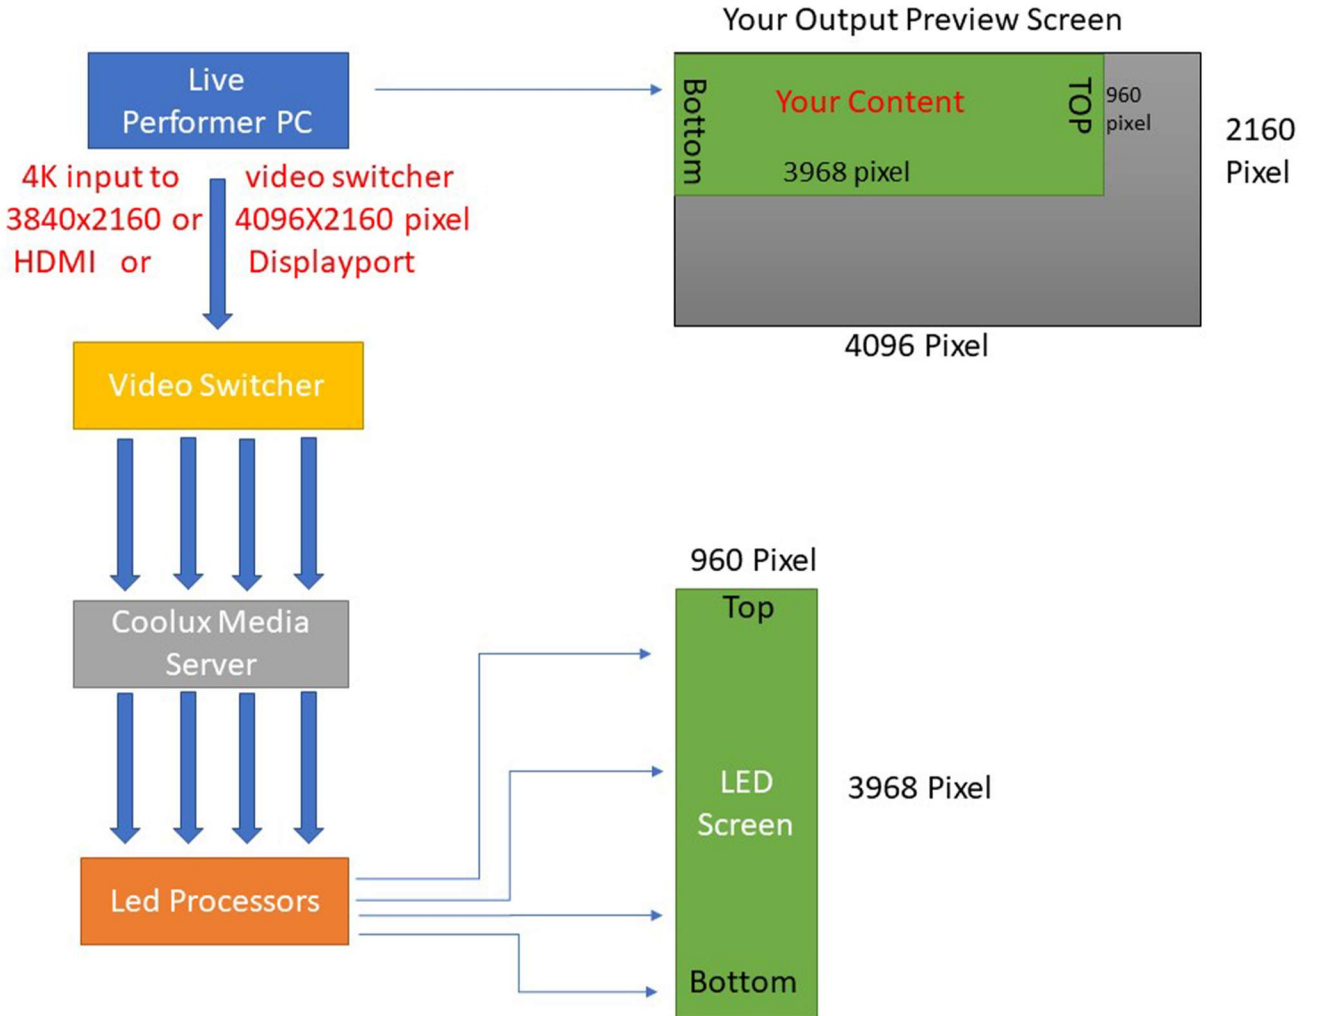 Your Output Preview Screen
Live
Performer PC
Bottom
Your Content
TOP
960
pixel
3968 pixel
2160
Pixel
4096 Pixel
4K input to video switcher
3840x2160 or 4096X2160 pixel
HDMI or Displayport
Video Switcher
Coolux Media
Server
Led Processors
960 Pixel
Top
LED
Screen
3968 Pixel
Bottom